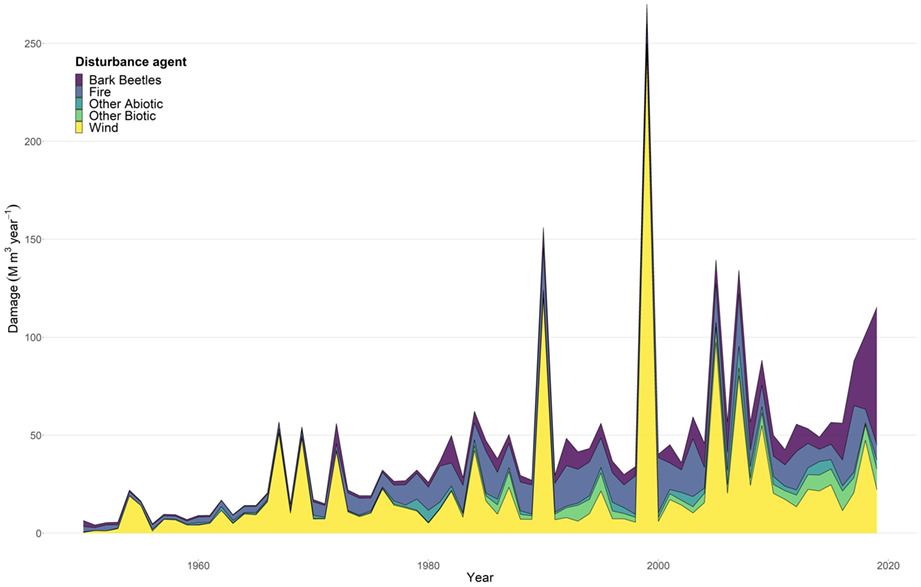 250
200
150
100
50
0
Damage (M m³ year⁻¹)
Disturbance agent
Bark Beetles
Fire
Other Abiotic
Other Biotic
Wind
1960
1980
2000
2020
Year